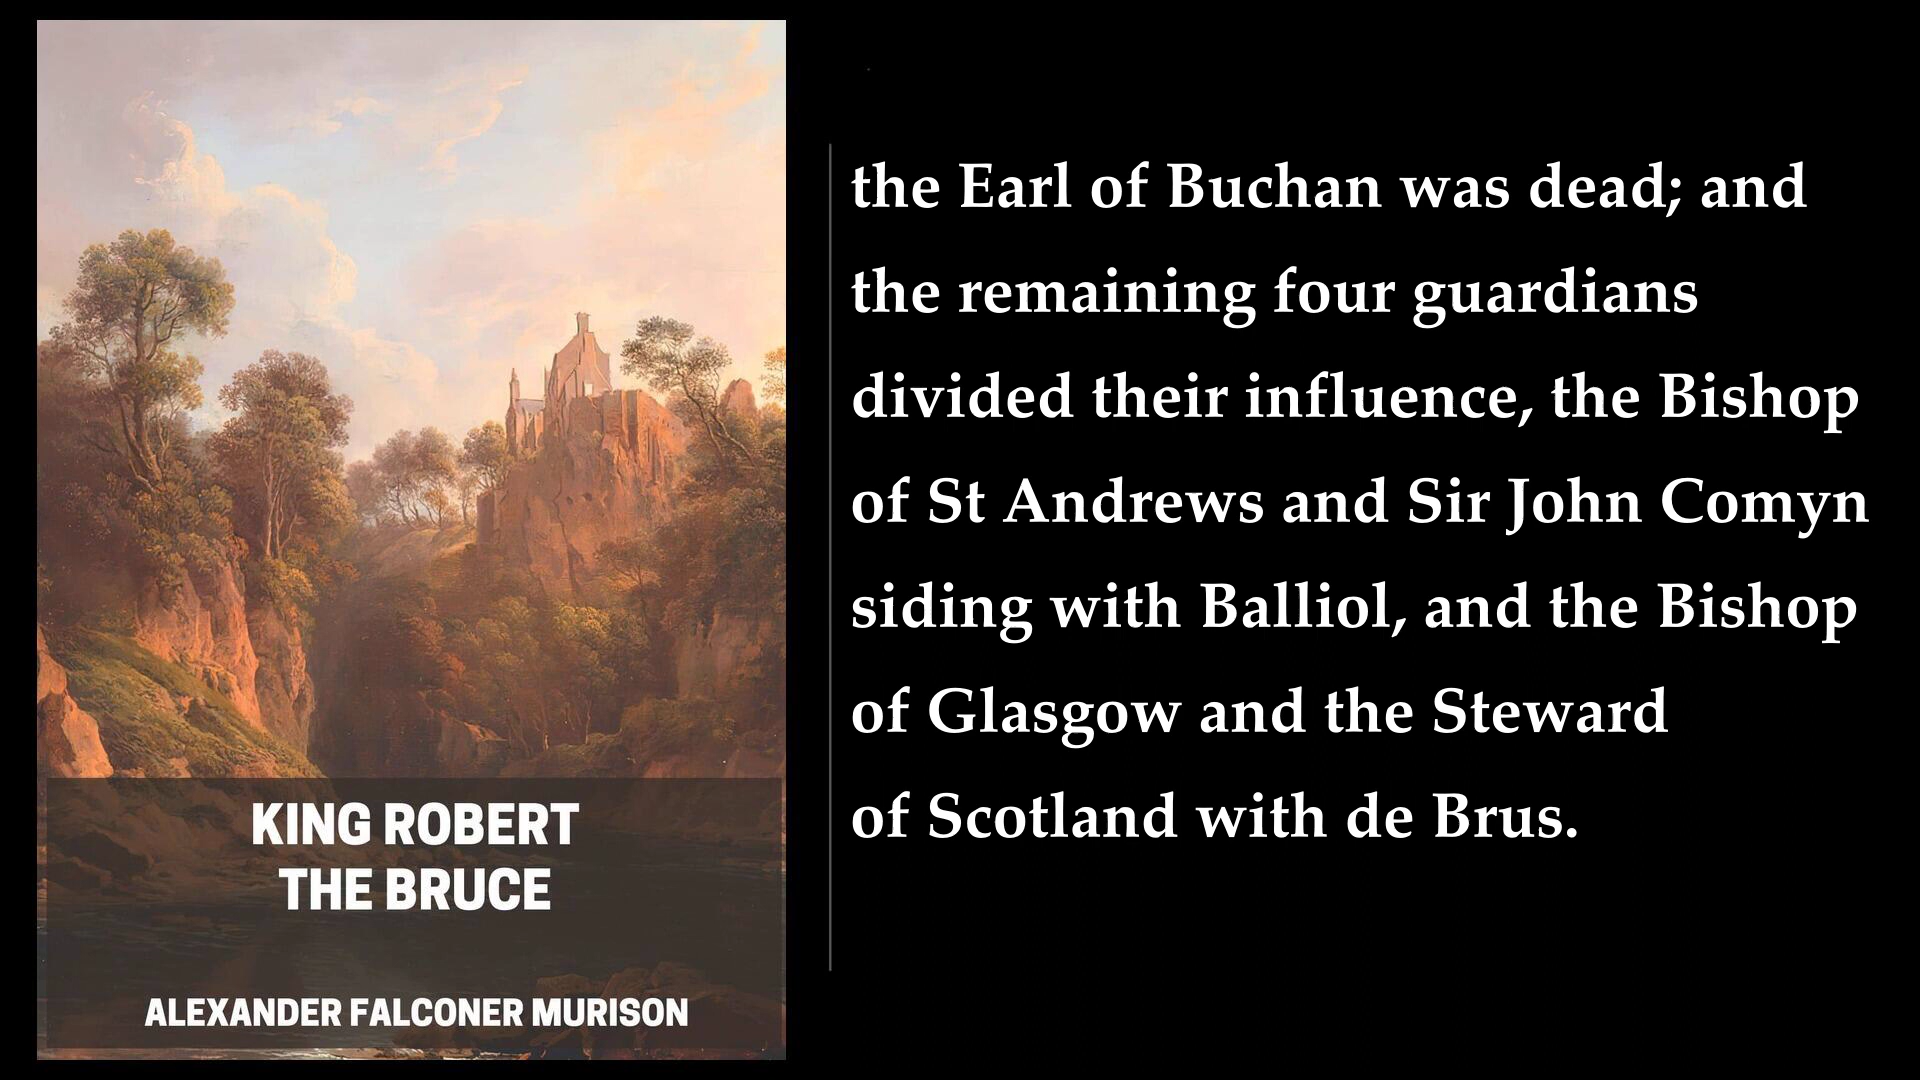 KING ROBERT
THE BRUCE
ALEXANDER FALCONER MURISON
the Earl of Buchan was dead; and
the remaining four guardians
divided their influence, the Bishop
of St Andrews and Sir John Comyn
siding with Balliol, and the Bishop
of Glasgow and the Steward
of Scotland with de Brus.